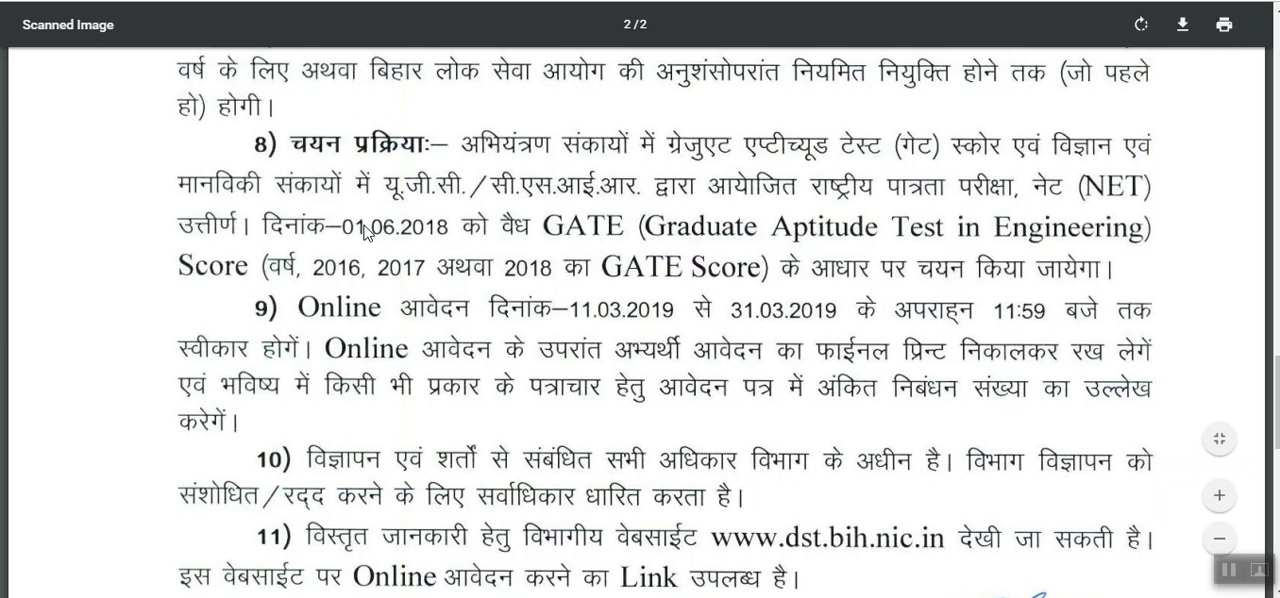 Scanned Image
2/2
वर्ष के लिए अथवा बिहार लोक सेवा आयोग की अनुशंसोपरांत नियमित नियुक्ति होने तक (जो पहले
हो) होगी।
8) चयन प्रक्रियाः– अभियंत्रण संकायों में ग्रेजुएट एप्टीच्यूड टेस्ट (गेट) स्कोर एवं विज्ञान एवं
मानविकी संकायों में यू.जी.सी./सी.एस.आई.आर. द्वारा आयेाजित राष्ट्रीय पात्रता परीक्षा, नेट (NET)
उत्तीर्ण। दिनांक–01.06.2018 को वैध GATE (Graduate Aptitude Test in Engineering)
Score (वर्ष, 2016, 2017 अथवा 2018 का GATE Score) के आधार पर चयन किया जायेगा।
9) Online आवेदन दिनांक–11.03.2019 से 31.03.2019 के अपराह्न 11:59 बजे तक
स्वीकार होगें। Online आवेदन के उपरांत अभ्यर्थी आवेदन का फाईनल प्रिन्ट निकालकर रख लेगें
एवं भविष्य में किसी भी प्रकार के पत्राचार हेतु आवेदन पत्र में अंकित निबंधन संख्या का उल्लेख
करेगें।
10) विज्ञापन एवं शर्तो से संबंधित सभी अधिकार विभाग के अधीन है। विभाग विज्ञापन को
संशोधित/रद्द करने के लिए सर्वाधिकार धारित करता है।
11) विस्तृत जानकारी हेतु विभागीय वेबसाईट www.dst.bih.nic.in देखी जा सकती है।
इस वेबसाईट पर Online आवेदन करने का Link उपलब्ध है।